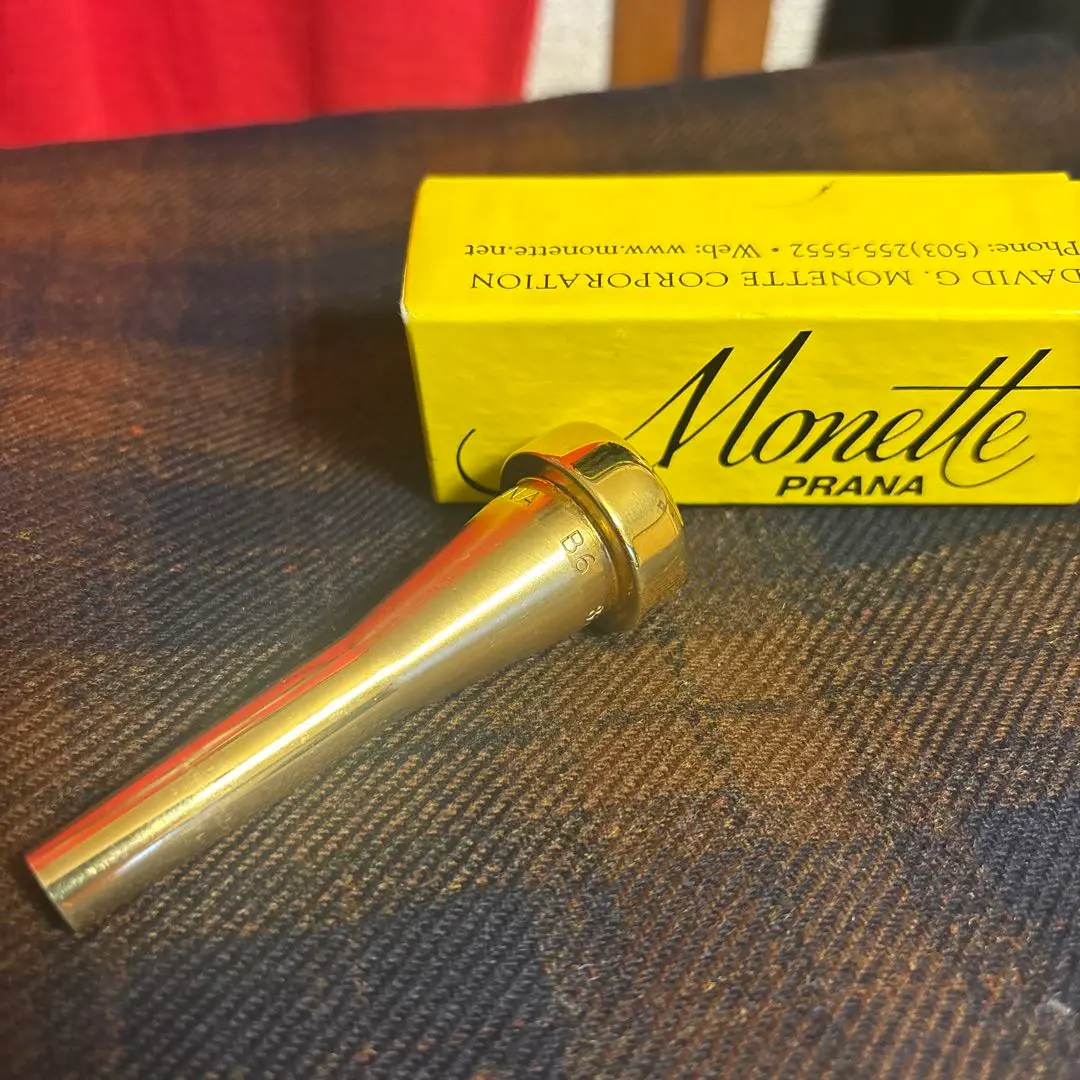 DAVID G. MONETTE CORPORATION
Phone: (503)255-5552 • Web: www.monette.net
Monette
PRANA
B6